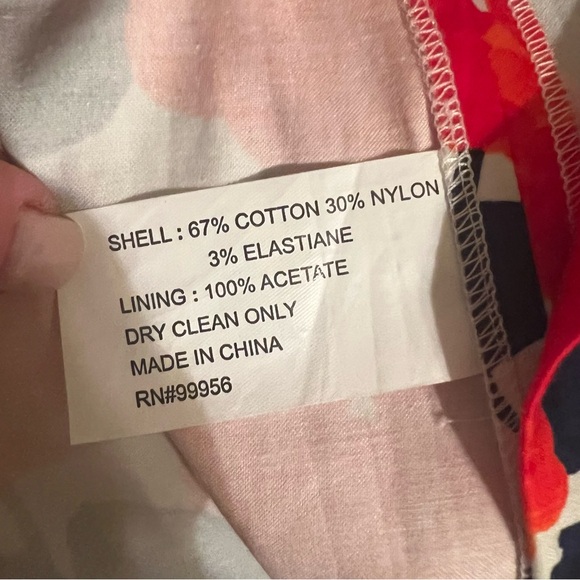 SHELL : 67% COTTON 30% NYLON
3% ELASTIANE
LINING : 100% ACETATE
DRY CLEAN ONLY
MADE IN CHINA
RN#99956